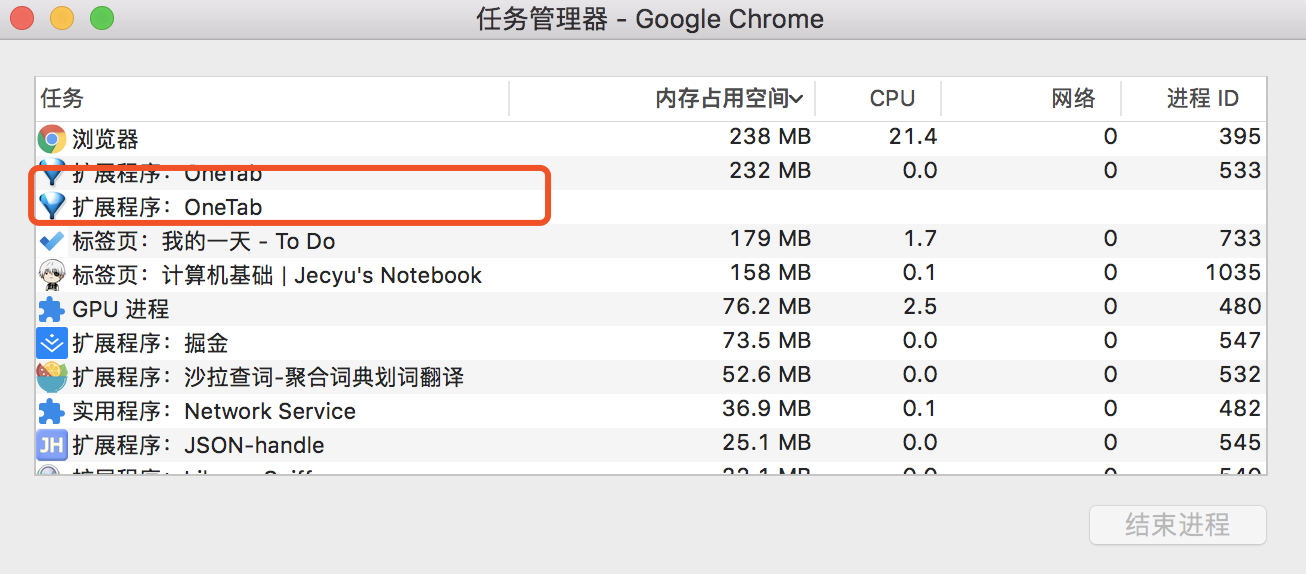 任务管理器 - Google Chrome
任务 内存占用空间 CPU 网络 进程 ID
浏览器 238 MB 21.4 0 395
扩展程序：OneTab 232 MB 0.0 0 533
扩展程序：OneTab
标签页：我的一天 - To Do 179 MB 1.7 0 733
标签页：计算机基础 | Jecyu's Notebook 158 MB 0.1 0 1035
GPU 进程 76.2 MB 2.5 0 480
扩展程序：掘金 73.5 MB 0.0 0 547
扩展程序：沙拉查词-聚合词典划词翻译 52.6 MB 0.0 0 532
实用程序：Network Service 36.9 MB 0.1 0 482
JH 扩展程序：JSON-handle 25.1 MB 0.0 0 545
扩展程序：
结束进程